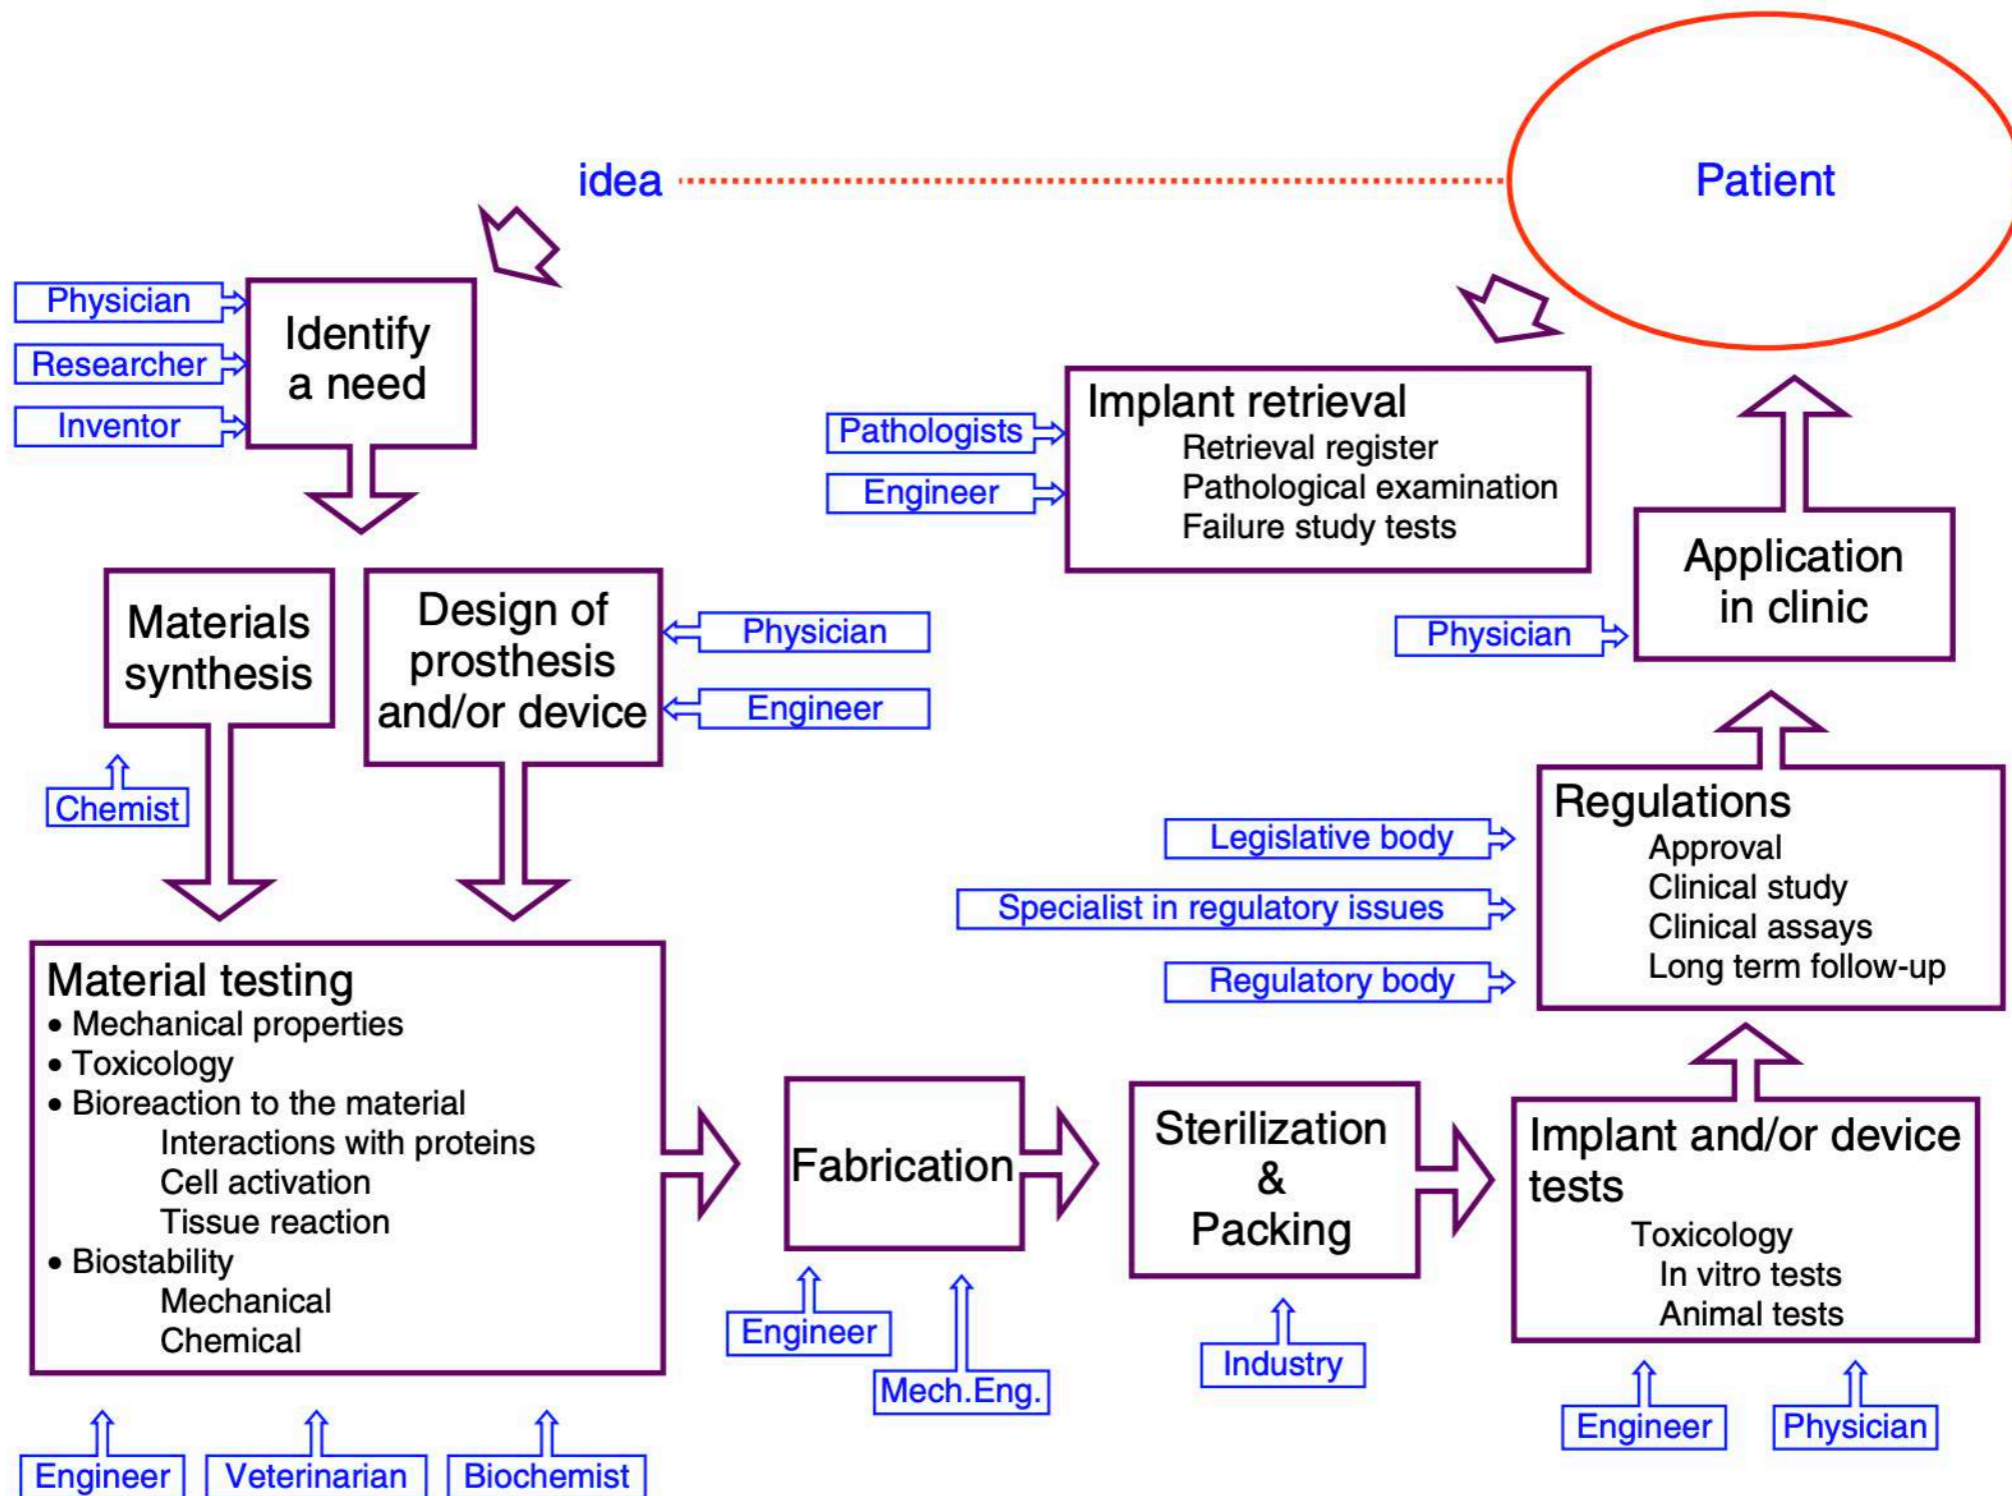 idea
Patient
Physician
Researcher
Inventor
Identify
a need
Pathologists
Engineer
Implant retrieval
Retrieval register
Pathological examination
Failure study tests
Materials
synthesis
Chemist
Design of
prosthesis
and/or device
Physician
Engineer
Physician
Application
in clinic
Legislative body
Specialist in regulatory issues
Regulatory body
Regulations
Approval
Clinical study
Clinical assays
Long term follow-up
Material testing
• Mechanical properties
• Toxicology
• Bioreaction to the material
Interactions with proteins
Cell activation
Tissue reaction
• Biostability
Mechanical
Chemical
Engineer
Veterinarian
Biochemist
Fabrication
Engineer
Mech.Eng.
Sterilization
&
Packing
Industry
Implant and/or device
tests
Toxicology
In vitro tests
Animal tests
Engineer
Physician